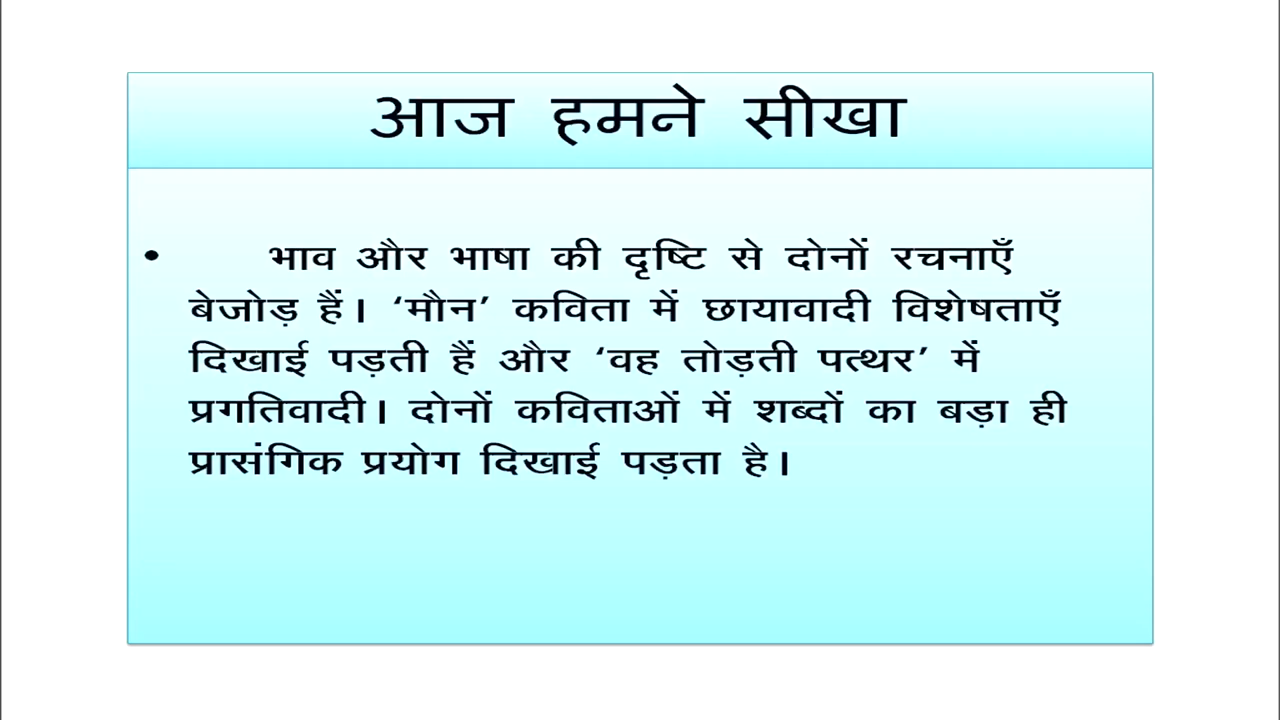 आज हमने सीखा
• भाव और भाषा की दृष्टि से दोनों रचनाएँ
बेजोड़ हैं। ‘मौन’ कविता में छायावादी विशेषताएँ
दिखाई पड़ती हैं और ‘वह तोड़ती पत्थर’ में
प्रगतिवादी। दोनों कविताओं में शब्दों का बड़ा ही
प्रासंगिक प्रयोग दिखाई पड़ता है।